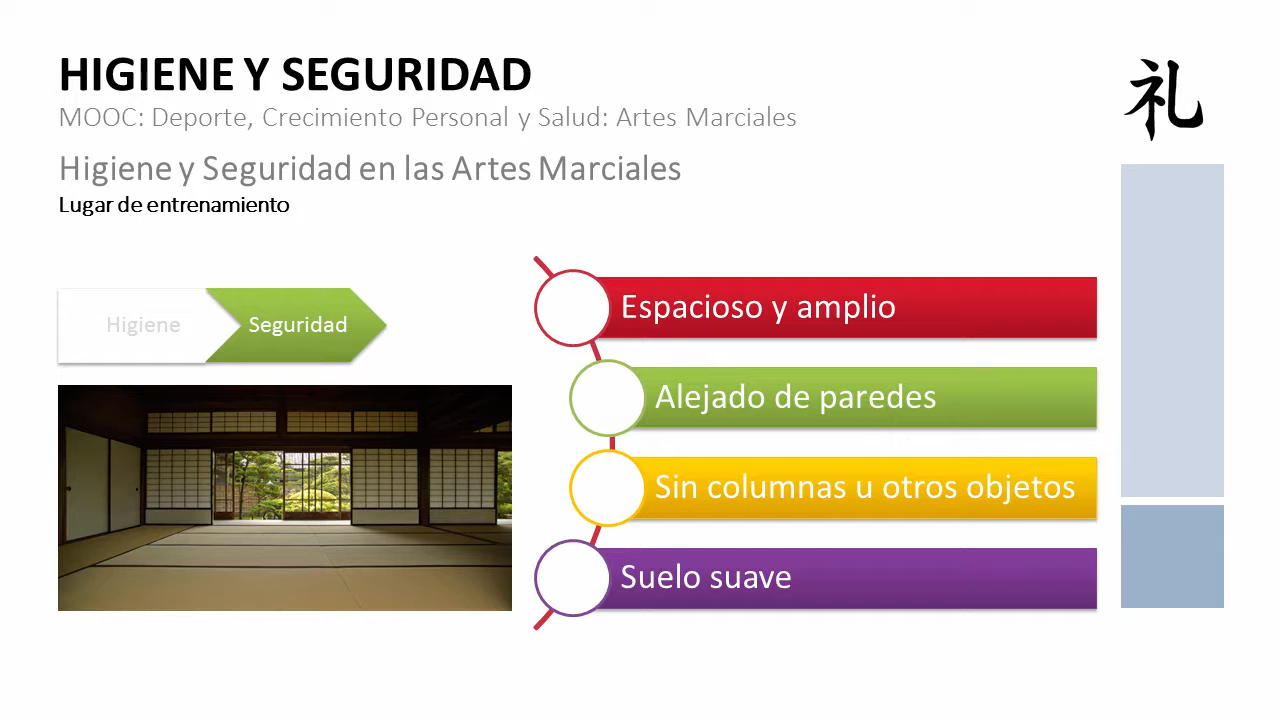 HIGIENE Y SEGURIDAD
MOOC: Deporte, Crecimiento Personal y Salud: Artes Marciales
Higiene y Seguridad en las Artes Marciales
Lugar de entrenamiento
礼
Higiene
Seguridad
Espacioso y amplio
Alejado de paredes
Sin columnas u otros objetos
Suelo suave